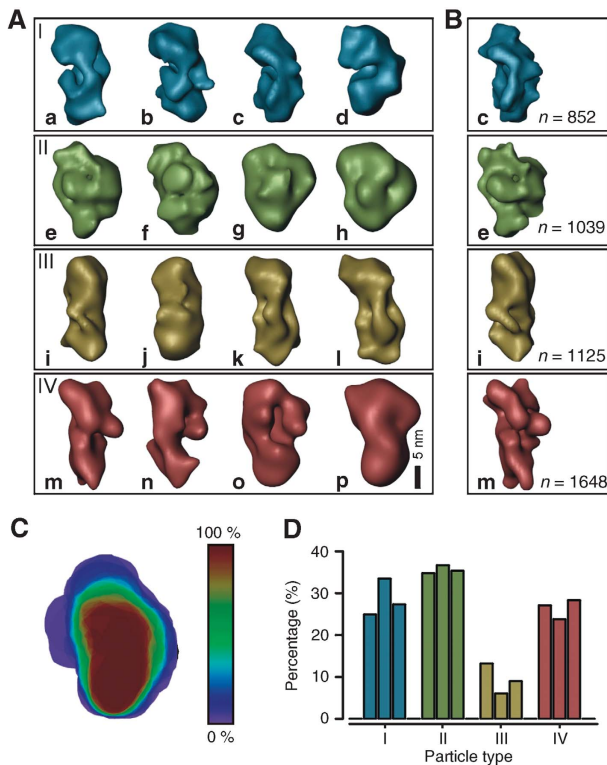 A B
I
a b c d
c n = 852
II
e f g h
e n = 1039
III
i j k l
i n = 1125
IV
5 nm
m n o p
m n = 1648
C D
100 %
0 %
Percentage (%)
40
30
20
10
0
I II III IV
Particle type